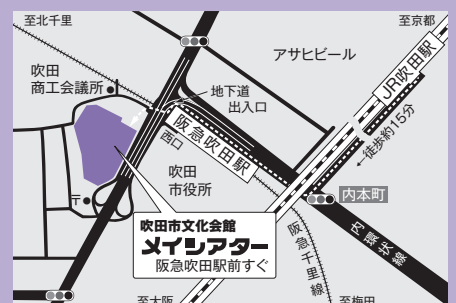 至北千里
至京都
アサヒビール
JR吹田駅
吹田
商工会議所
地下道
出入口
阪急吹田駅
西口
←徒歩約15分
吹田
市役所
〒
内本町
吹田市文化会館
メイシアター
阪急吹田駅前すぐ
阪急千里線
内環状線
至大阪
至梅田